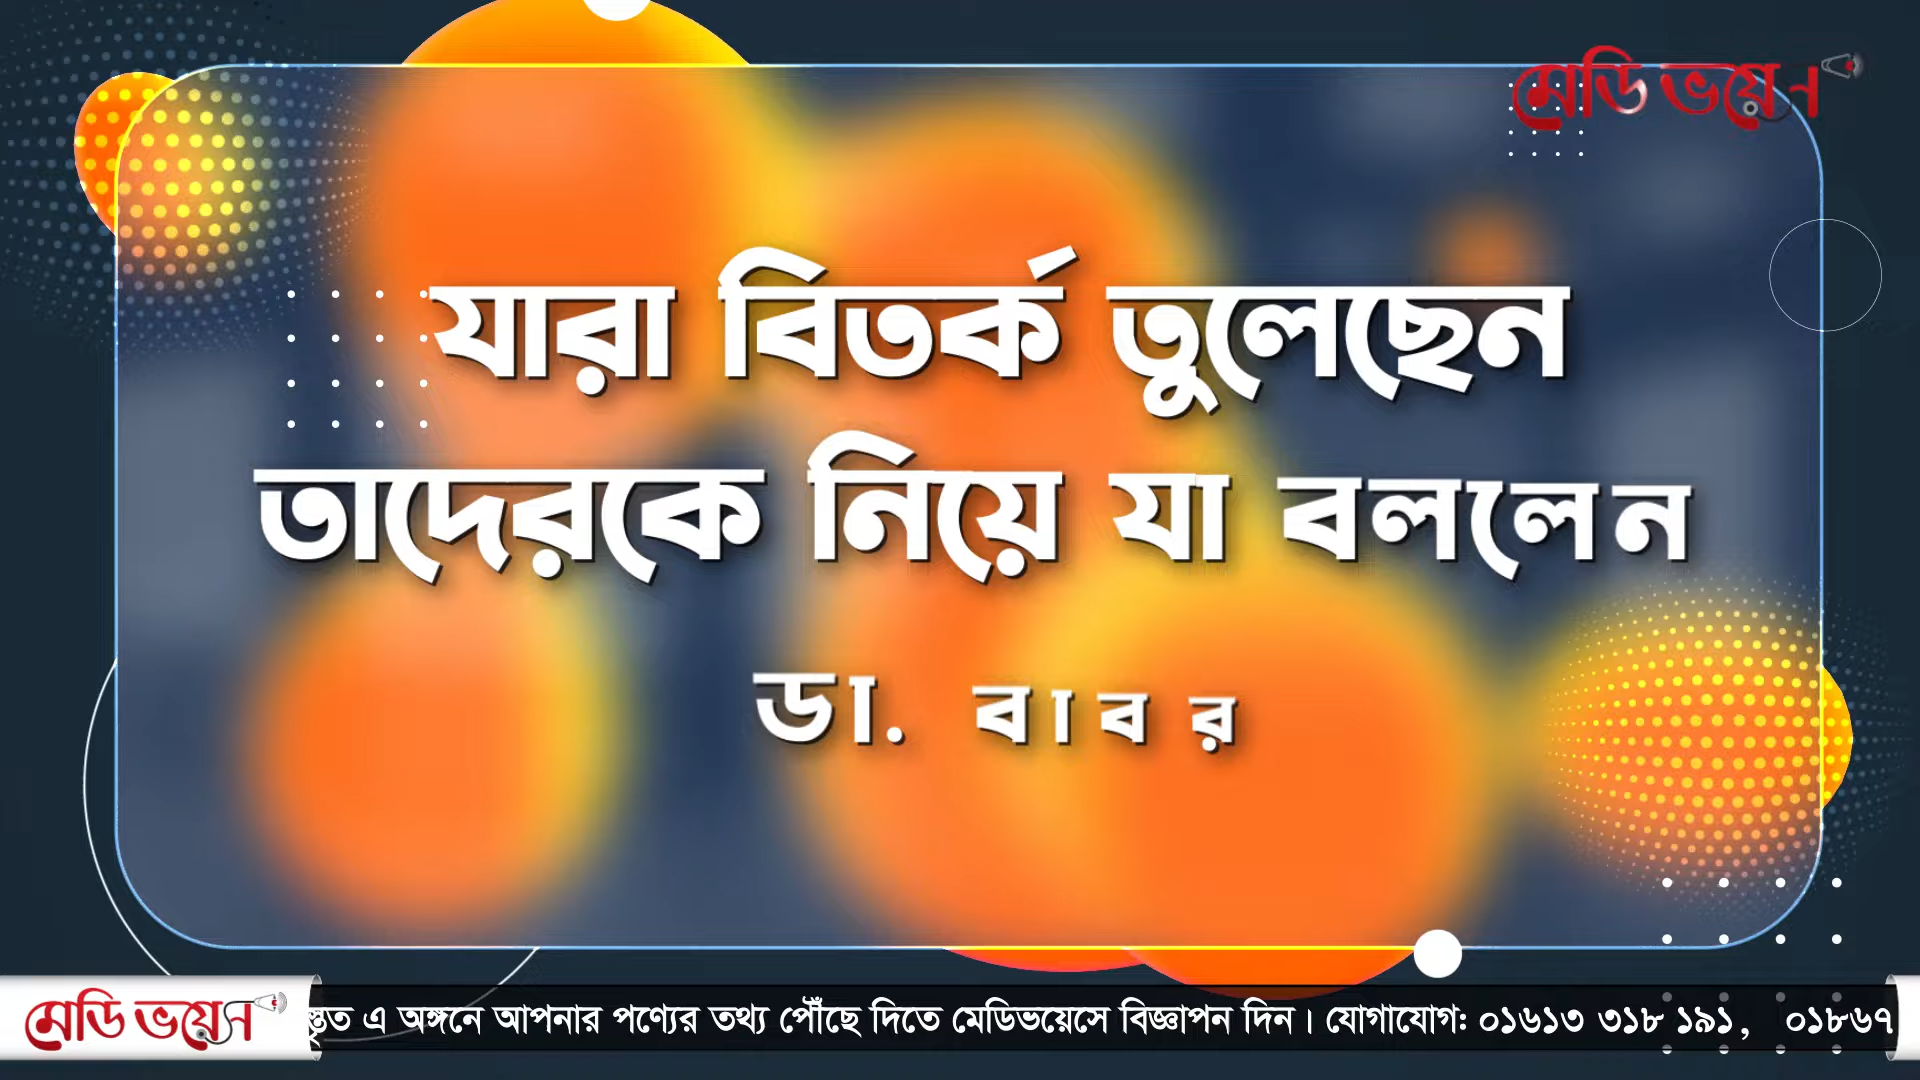 মেডি ভয়েস
যারা বিতর্ক তুলেছেন
তাদেরকে নিয়ে যা বললেন
ডা. বাবর
মেডি ভয়েস
এ অঙ্গনে আপনার পণ্যের তথ্য পৌঁছে দিতে মেডিভয়েসে বিজ্ঞাপন দিন। যোগাযোগ: ০১৬১৩ ৩১৮ ১৯১, ০১৮৬৭